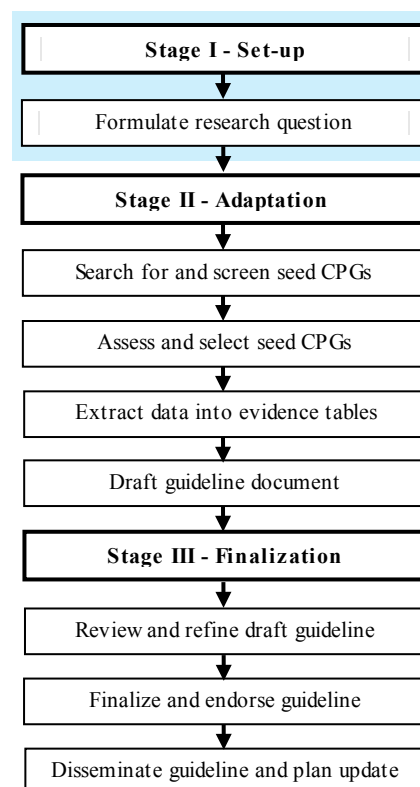 Stage I - Set-up
Formulate research question
Stage II - Adaptation
Search for and screen seed CPGs
Assess and select seed CPGs
Extract data into evidence tables
Draft guideline document
Stage III - Finalization
Review and refine draft guideline
Finalize and endorse guideline
Disseminate guideline and plan update